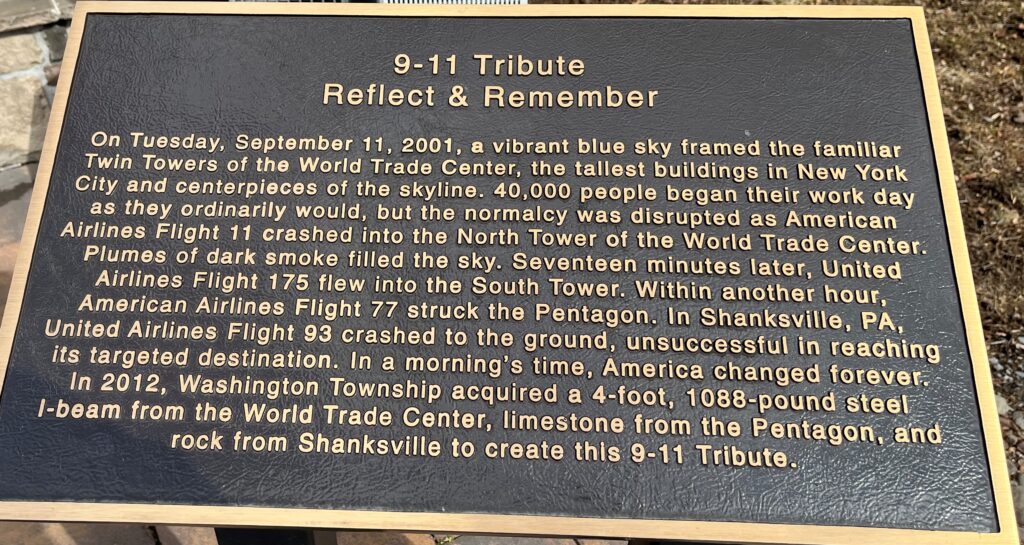 9-11 Tribute
Reflect & Remember
On Tuesday, September 11, 2001, a vibrant blue sky framed the familiar
Twin Towers of the World Trade Center, the tallest buildings in New York
City and centerpieces of the skyline. 40,000 people began their work day
as they ordinarily would, but the normalcy was disrupted as American
Airlines Flight 11 crashed into the North Tower of the World Trade Center.
Plumes of dark smoke filled the sky. Seventeen minutes later, United
Airlines Flight 175 flew into the South Tower. Within another hour,
American Airlines Flight 77 struck the Pentagon. In Shanksville, PA,
United Airlines Flight 93 crashed to the ground, unsuccessful in reaching
its targeted destination. In a morning's time, America changed forever.
In 2012, Washington Township acquired a 4-foot, 1088-pound steel
I-beam from the World Trade Center, limestone from the Pentagon, and
rock from Shanksville to create this 9-11 Tribute.